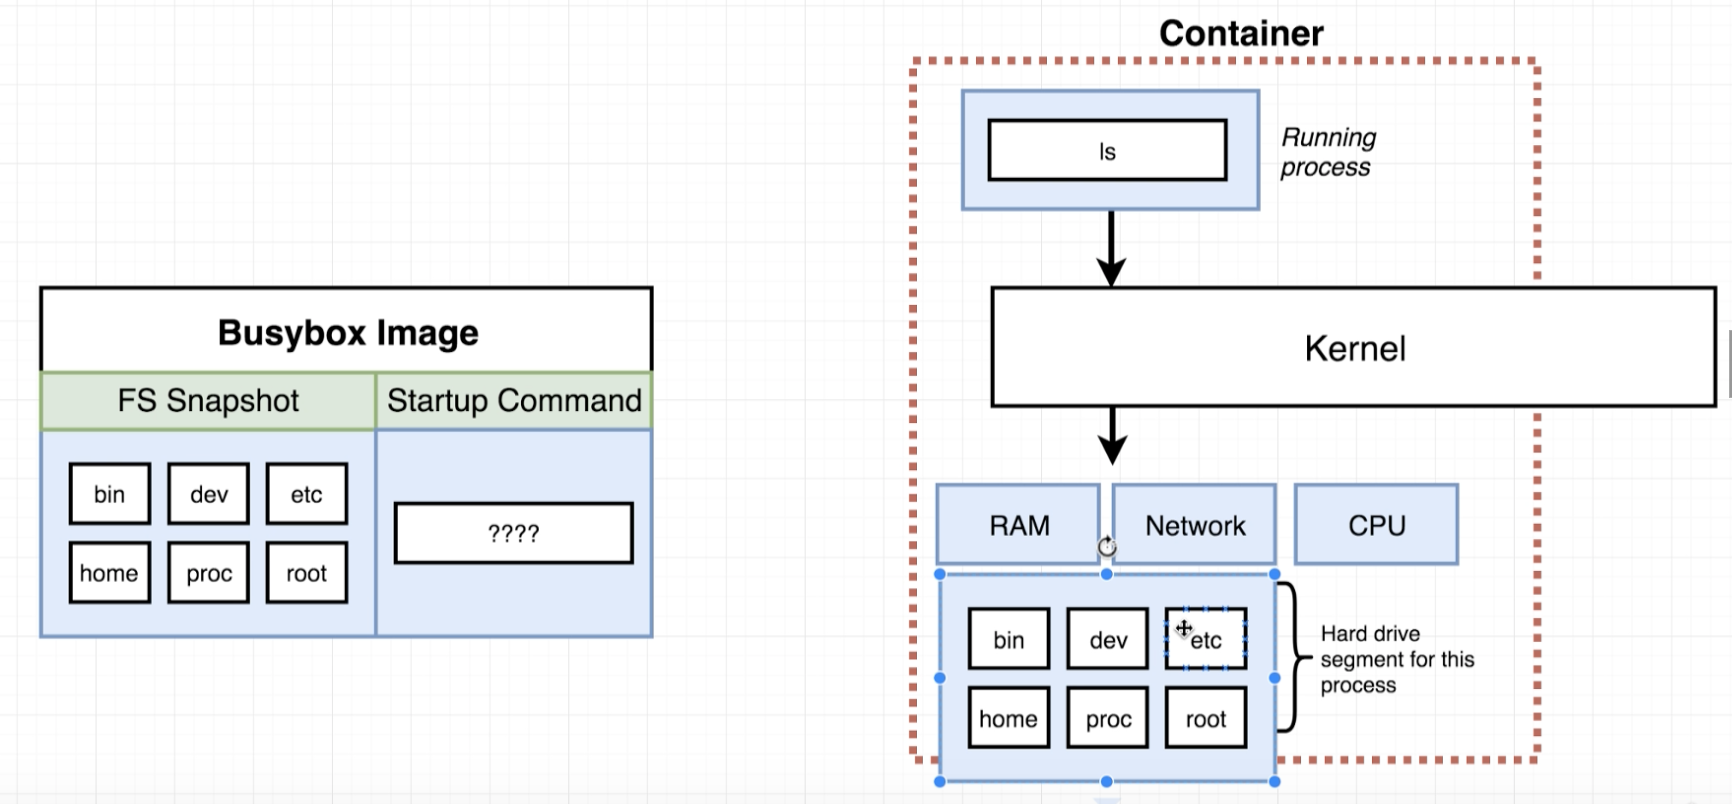 Container
ls
Running
process
Kernel
Busybox Image
FS Snapshot
Startup Command
bin
dev
etc
home
proc
root
????
RAM
Network
CPU
bin
dev
etc
home
proc
root
Hard drive
segment for this
process